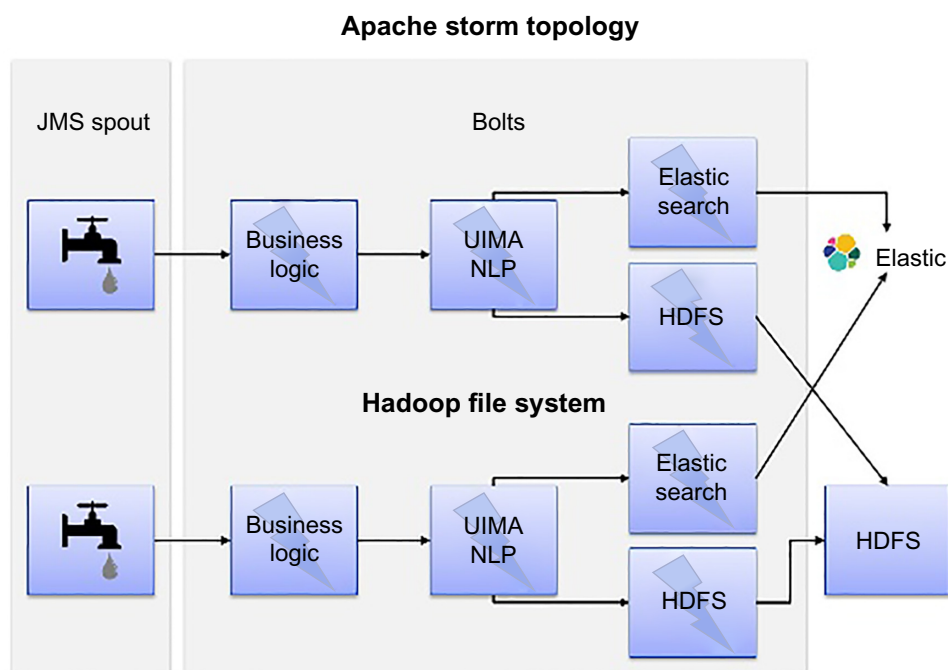 Apache storm topology
JMS spout
Bolts
Elastic
search
Business
logic
UIMA
NLP
HDFS
Elastic
Hadoop file system
Elastic
search
Business
logic
UIMA
NLP
HDFS
HDFS